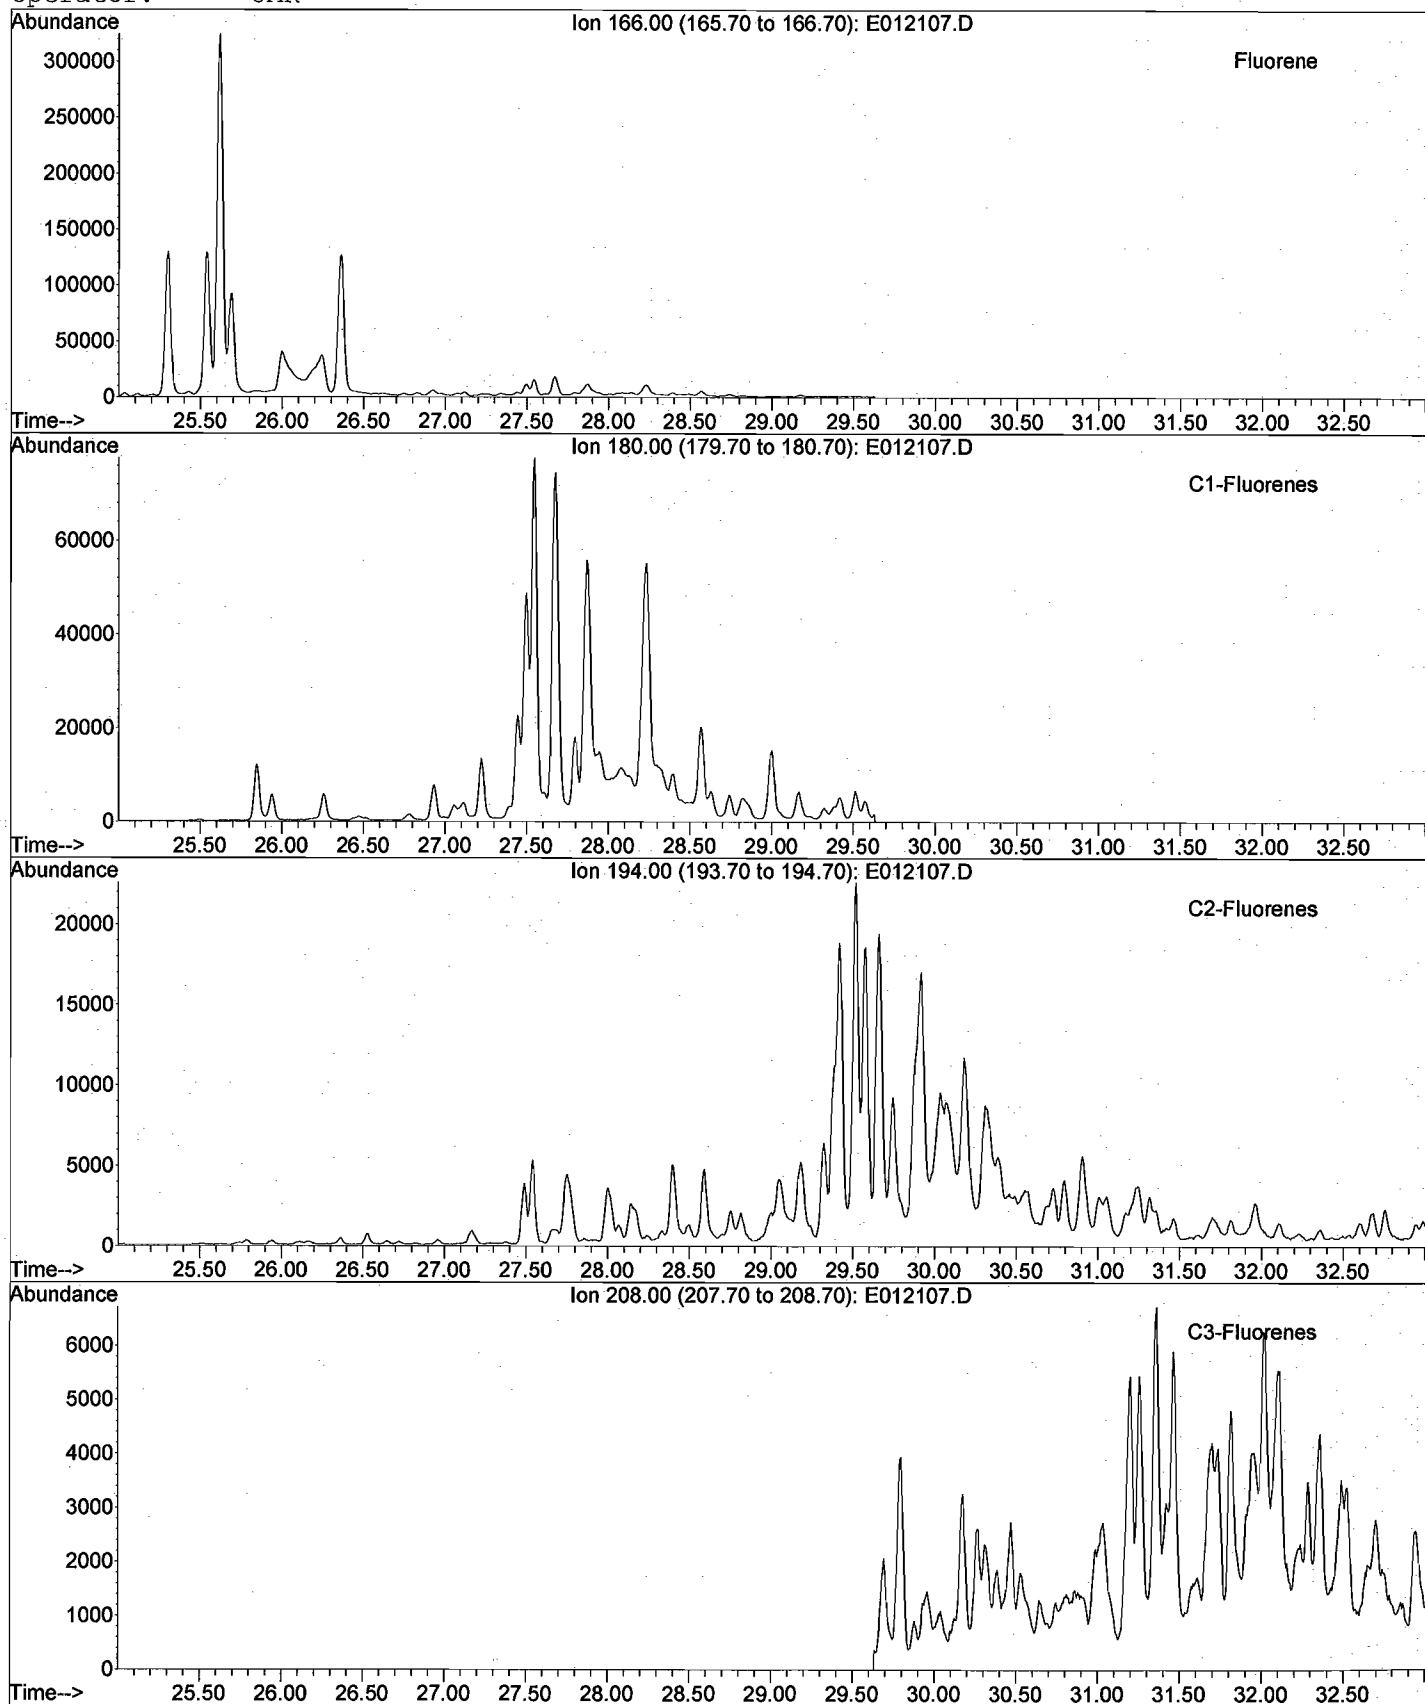 Abundance
Ion 166.00 (165.70 to 166.70): E012107.D
Fluorene
300000
250000
200000
150000
100000
50000
0
Time--> 25.50 26.00 26.50 27.00 27.50 28.00 28.50 29.00 29.50 30.00 30.50 31.00 31.50 32.00 32.50
Abundance
Ion 180.00 (179.70 to 180.70): E012107.D
C1-Fluorenes
60000
40000
20000
0
Time--> 25.50 26.00 26.50 27.00 27.50 28.00 28.50 29.00 29.50 30.00 30.50 31.00 31.50 32.00 32.50
Abundance
Ion 194.00 (193.70 to 194.70): E012107.D
C2-Fluorenes
20000
15000
10000
5000
0
Time--> 25.50 26.00 26.50 27.00 27.50 28.00 28.50 29.00 29.50 30.00 30.50 31.00 31.50 32.00 32.50
Abundance
Ion 208.00 (207.70 to 208.70): E012107.D
C3-Fluorenes
6000
5000
4000
3000
2000
1000
0
Time--> 25.50 26.00 26.50 27.00 27.50 28.00 28.50 29.00 29.50 30.00 30.50 31.00 31.50 32.00 32.50